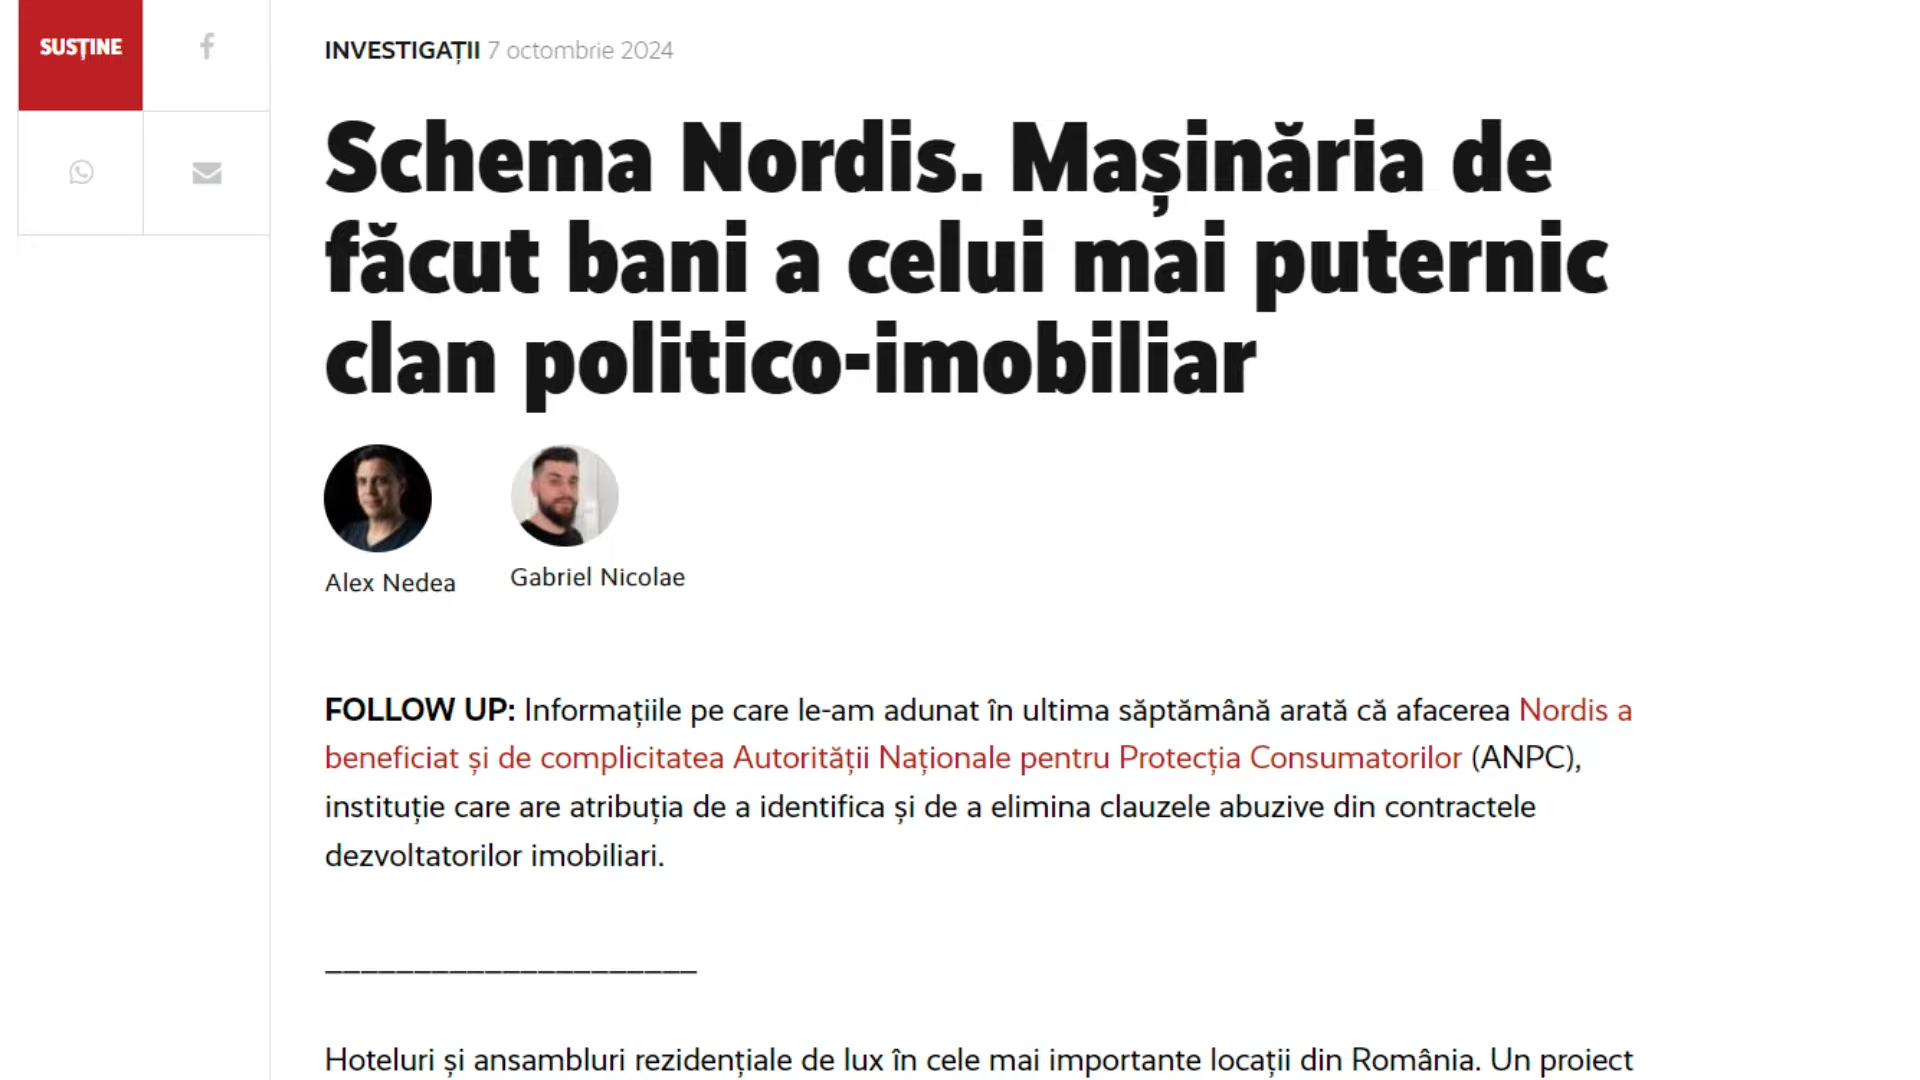 SUSȚINE
INVESTIGAȚII 7 octombrie 2024
Schema Nordis. Mașinăria de
făcut bani a celui mai puternic
clan politico-imobiliar
Alex Nedea
Gabriel Nicolae
FOLLOW UP: Informațiile pe care le-am adunat în ultima săptămână arată că afacerea Nordis a
beneficiat și de complicitatea Autorității Naționale pentru Protecția Consumatorilor (ANPC),
instituție care are atribuția de a identifica și de a elimina clauzele abuzive din contractele
dezvoltatorilor imobiliari.
_____________________
Hoteluri și ansambluri rezidențiale de lux în cele mai importante locații din România. Un proiect